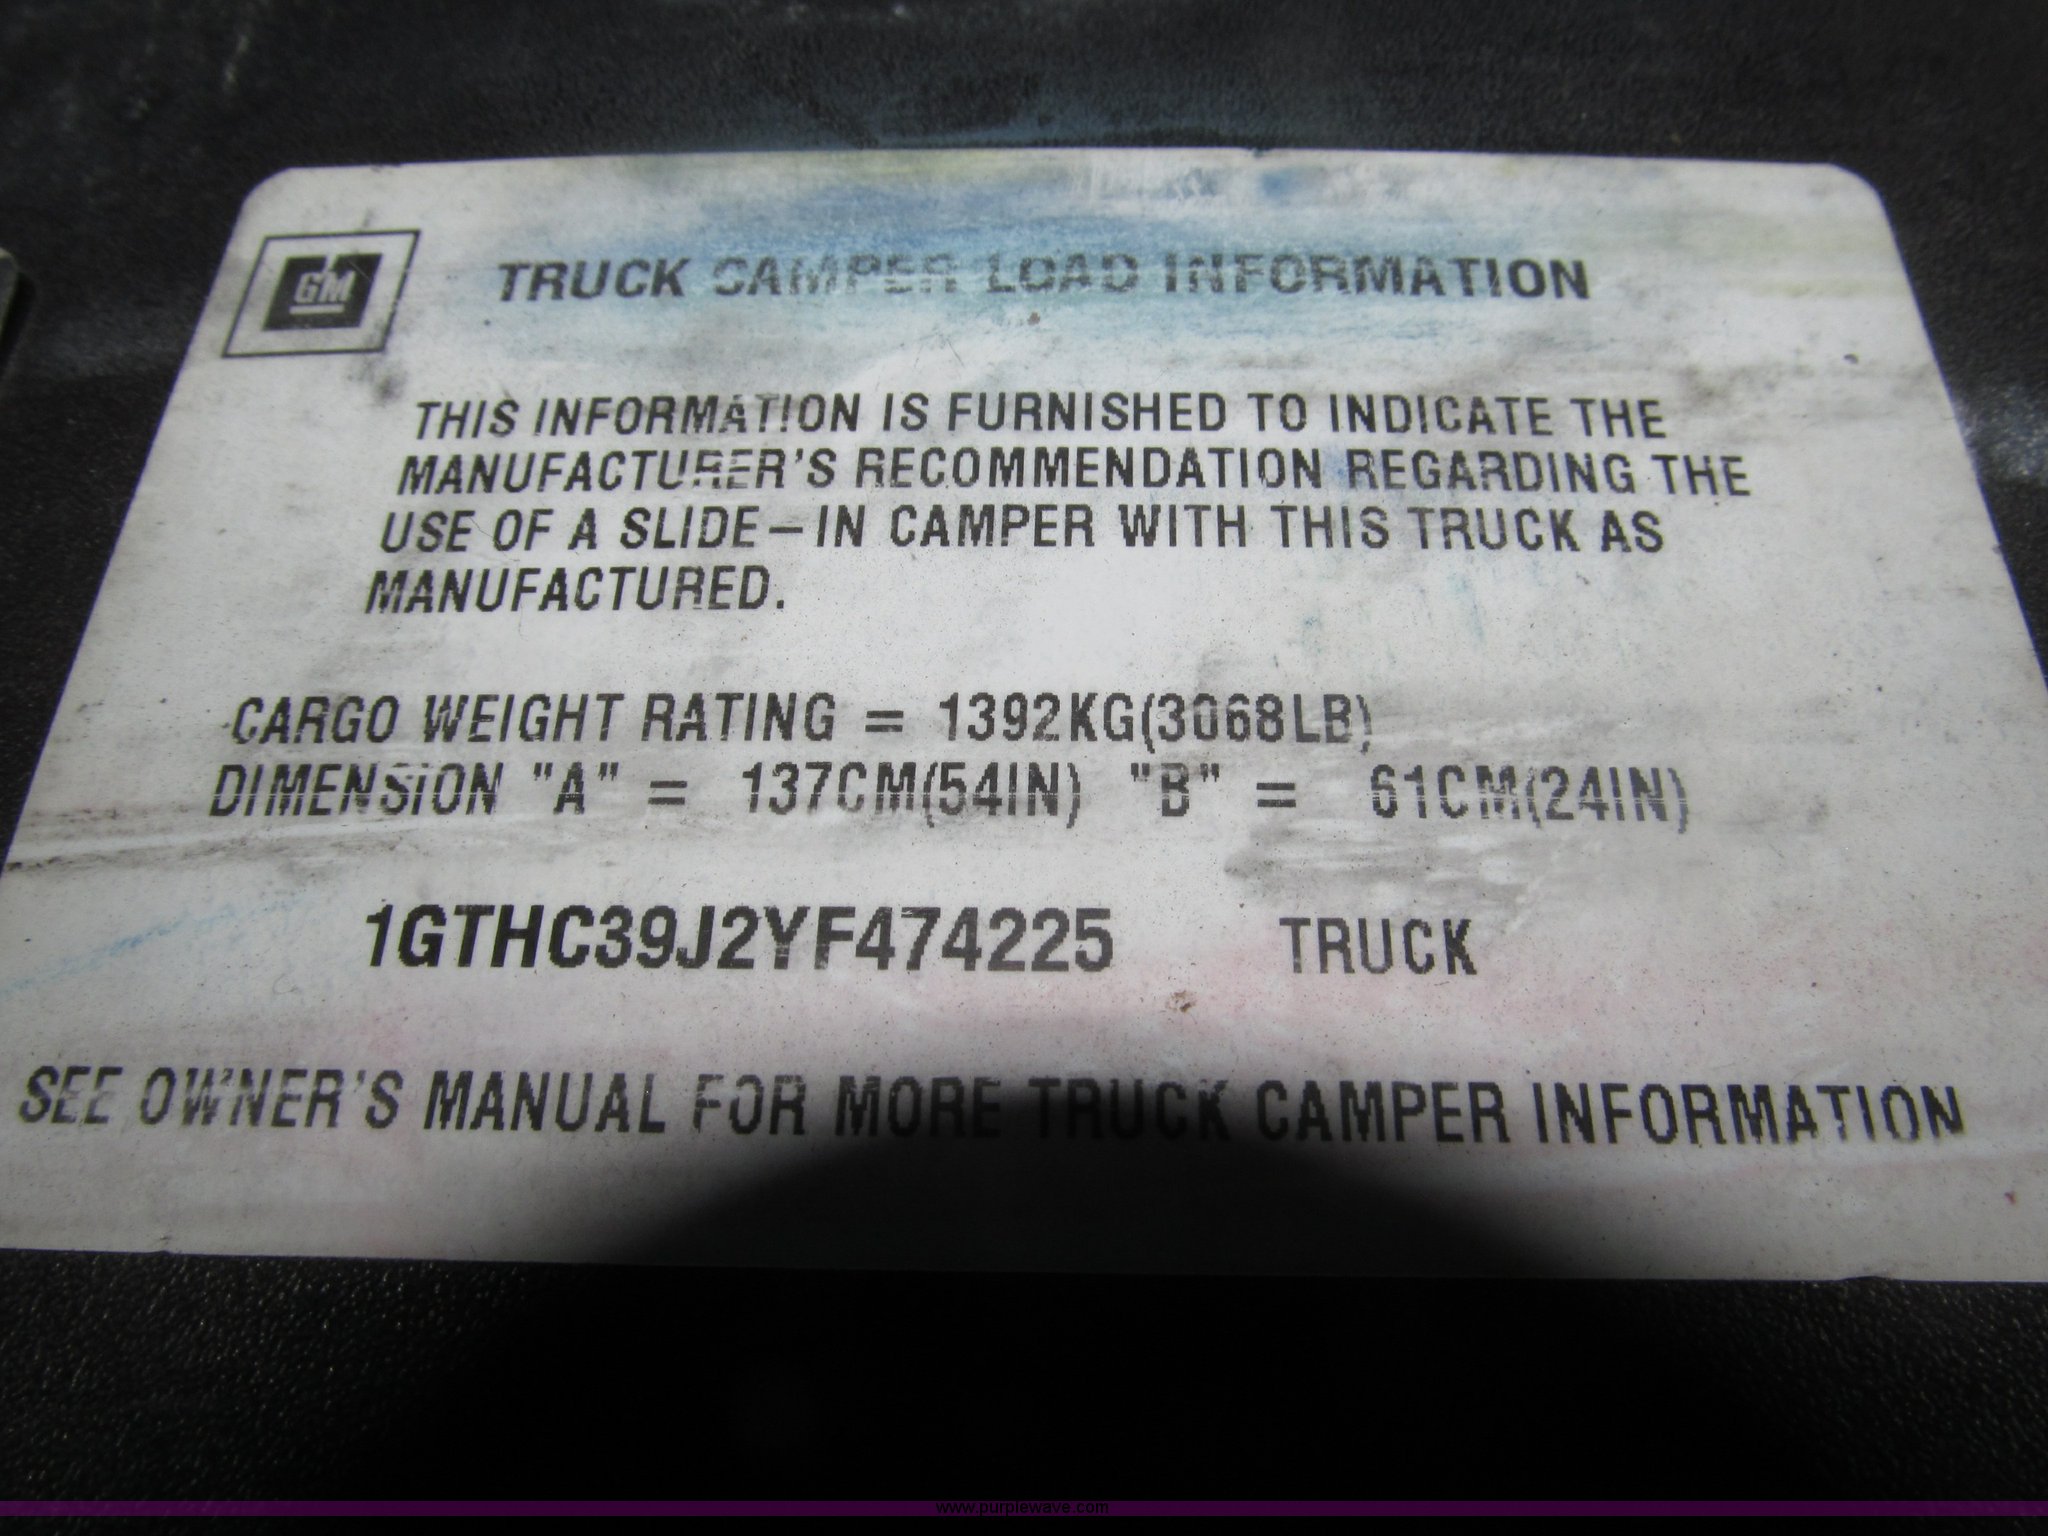 GM
TRUCK CAMPER LOAD INFORMATION
THIS INFORMATION IS FURNISHED TO INDICATE THE
MANUFACTURER'S RECOMMENDATION REGARDING THE
USE OF A SLIDE-IN CAMPER WITH THIS TRUCK AS
MANUFACTURED.
CARGO WEIGHT RATING = 1392KG(3068LB)
DIMENSION "A" = 137CM(54IN) "B" = 61CM(24IN)
1GTHC39J2YF474225 TRUCK
SEE OWNER'S MANUAL FOR MORE TRUCK CAMPER INFORMATION
www.purplewave.com